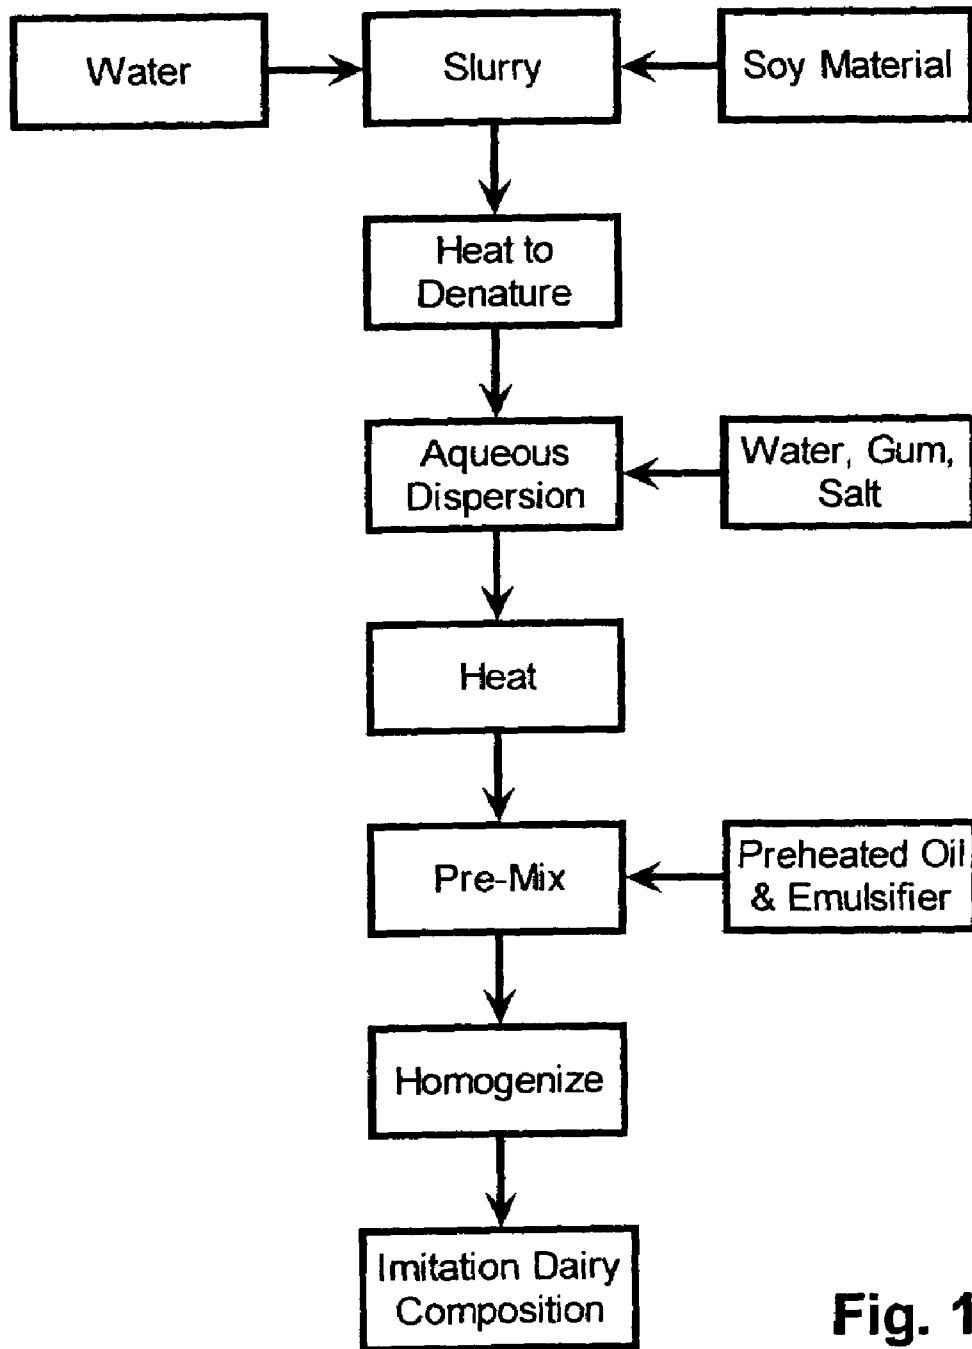 Water
Slurry
Soy Material
Heat to
Denature
Aqueous
Dispersion
Water, Gum,
Salt
Heat
Pre-Mix
Preheated Oil
& Emulsifier
Homogenize
Imitation Dairy
Composition
Fig. 1